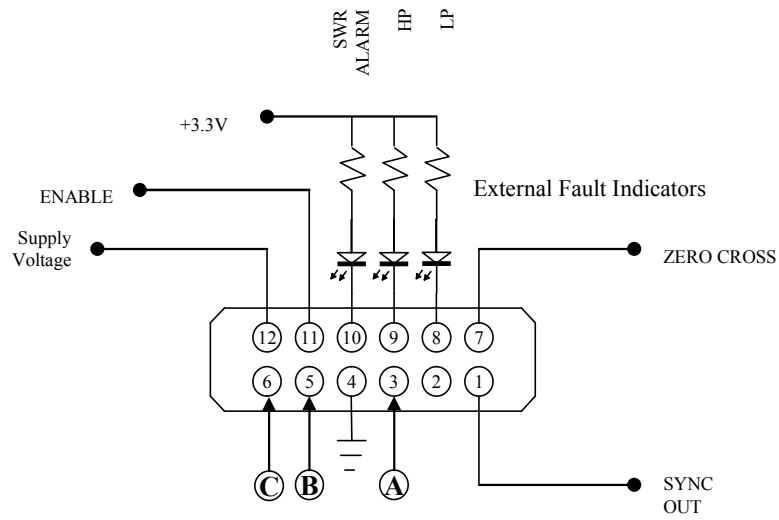 SWR
ALARM
HP
LP
+3.3V
External Fault Indicators
ENABLE
Supply
Voltage
ZERO CROSS
12 11 10 9 8 7
6 5 4 3 2 1
C B A
SYNC
OUT